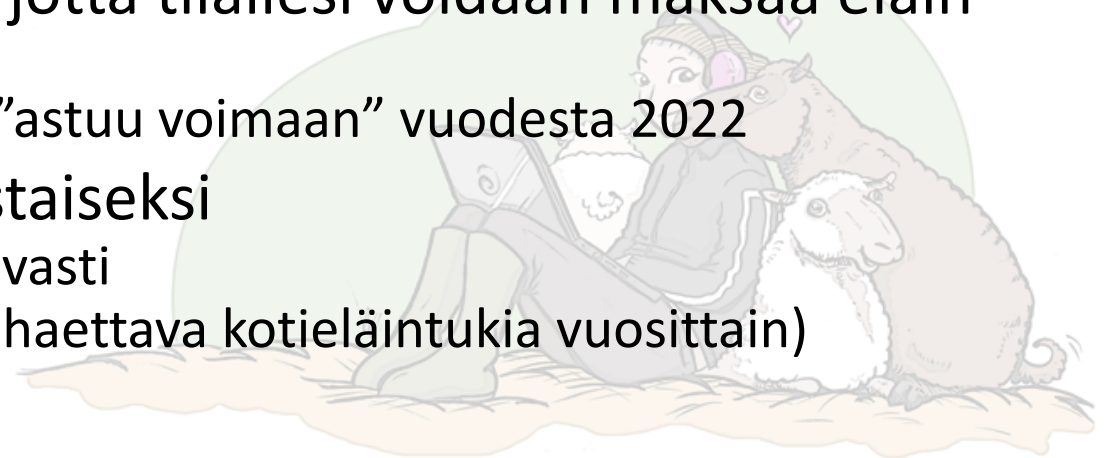 jotta tilallesi voidaan maksaa eläin
”astuu voimaan” vuodesta 2022
staiseksi
vasti
haettava kotieläintukia vuosittain)